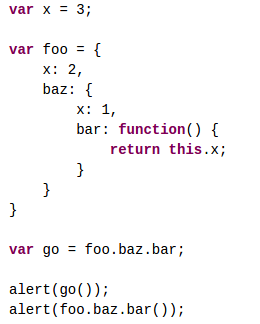 var x = 3;

var foo = {
    x: 2,
    baz: {
        x: 1,
        bar: function() {
            return this.x;
        }
    }
}

var go = foo.baz.bar;

alert(go());
alert(foo.baz.bar());